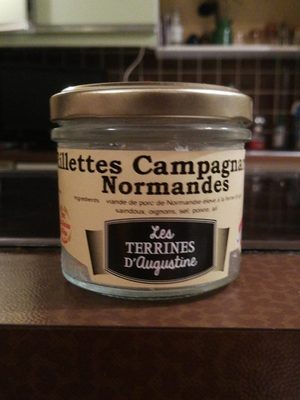 illettes Campagnar
Normandes
Ingrédients: viande de porc de Normandie élevé à la ferme
saindoux, oignons, sel, poivre, ail
Les
TERRINES
D'Augustine